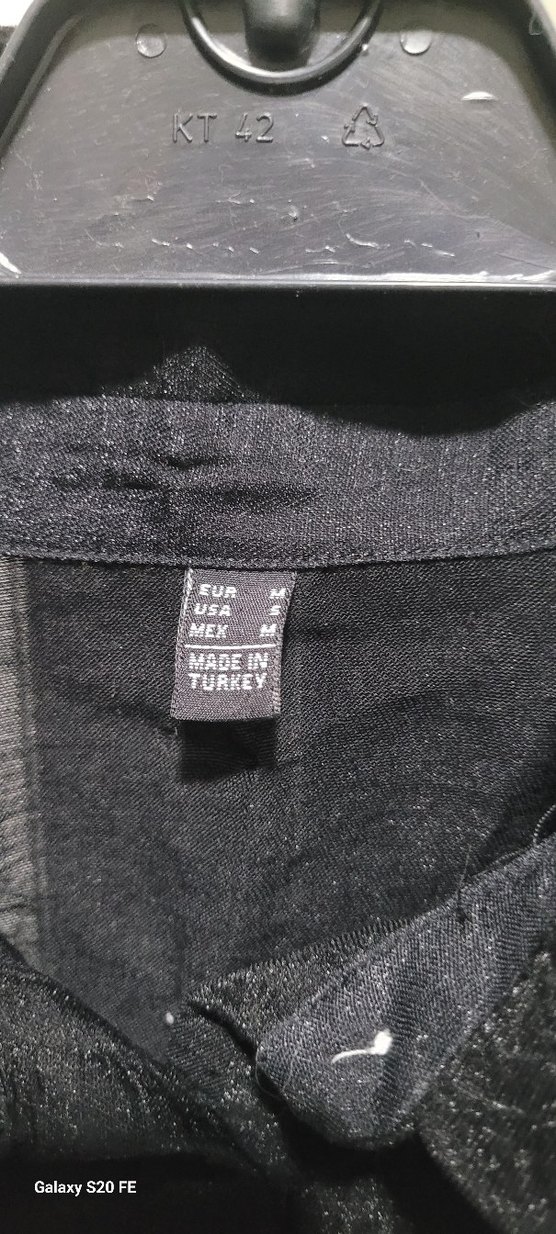 KT 42
EUR M
USA S
MEX M
MADE IN
TURKEY
Galaxy S20 FE